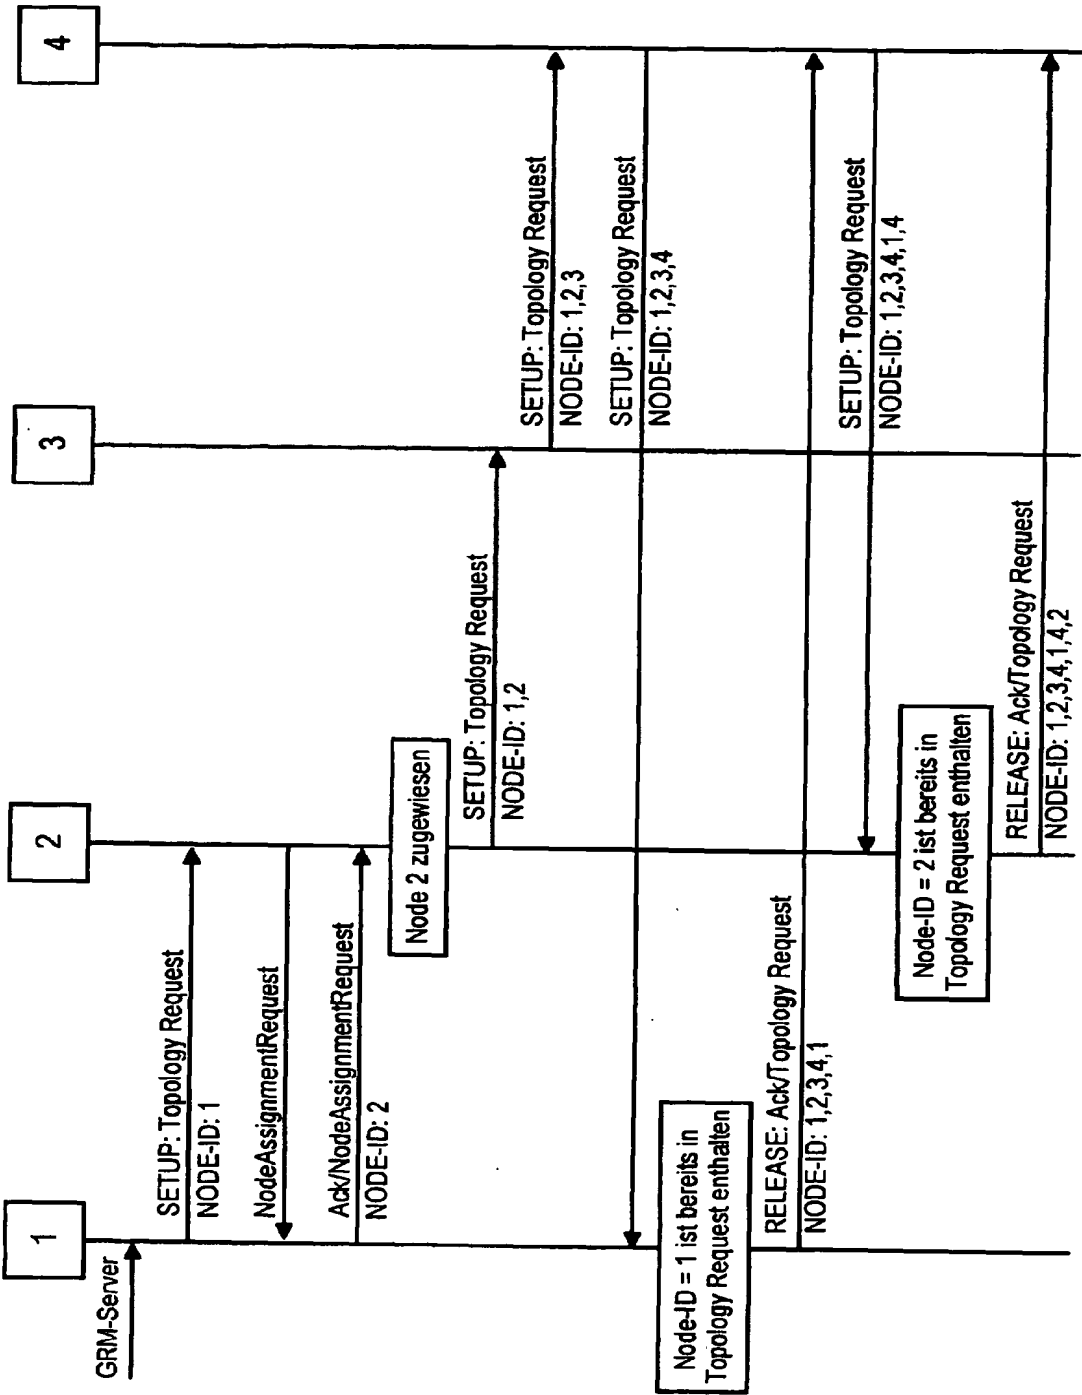 1
2
3
4
GRM-Server
SETUP: Topology Request
NODE-ID: 1
NodeAssignmentRequest
Ack/NodeAssignmentRequest
NODE-ID: 2
Node 2 zugewiesen
SETUP: Topology Request
NODE-ID: 1,2
SETUP: Topology Request
NODE-ID: 1,2,3
SETUP: Topology Request
NODE-ID: 1,2,3,4
Node-ID = 1 ist bereits in
Topology Request enthalten
RELEASE: Ack/Topology Request
NODE-ID: 1,2,3,4,1
SETUP: Topology Request
NODE-ID: 1,2,3,4,1,4
Node-ID = 2 ist bereits in
Topology Request enthalten
RELEASE: Ack/Topology Request
NODE-ID: 1,2,3,4,1,4,2